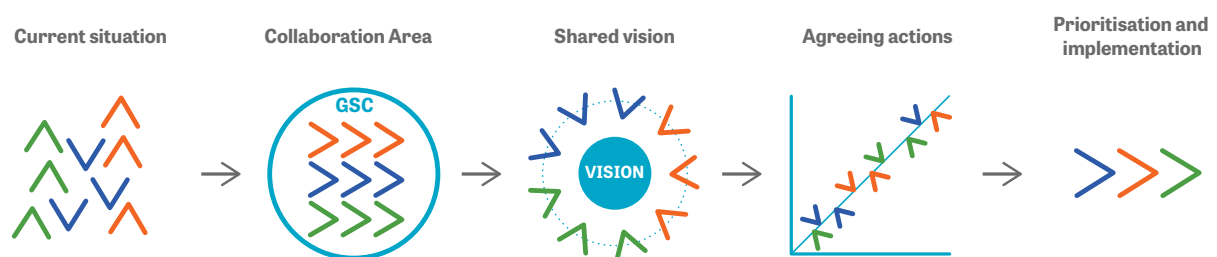 Current situation
Collaboration Area
Shared vision
Agreeing actions
Prioritisation and
implementation
GSC
VISION